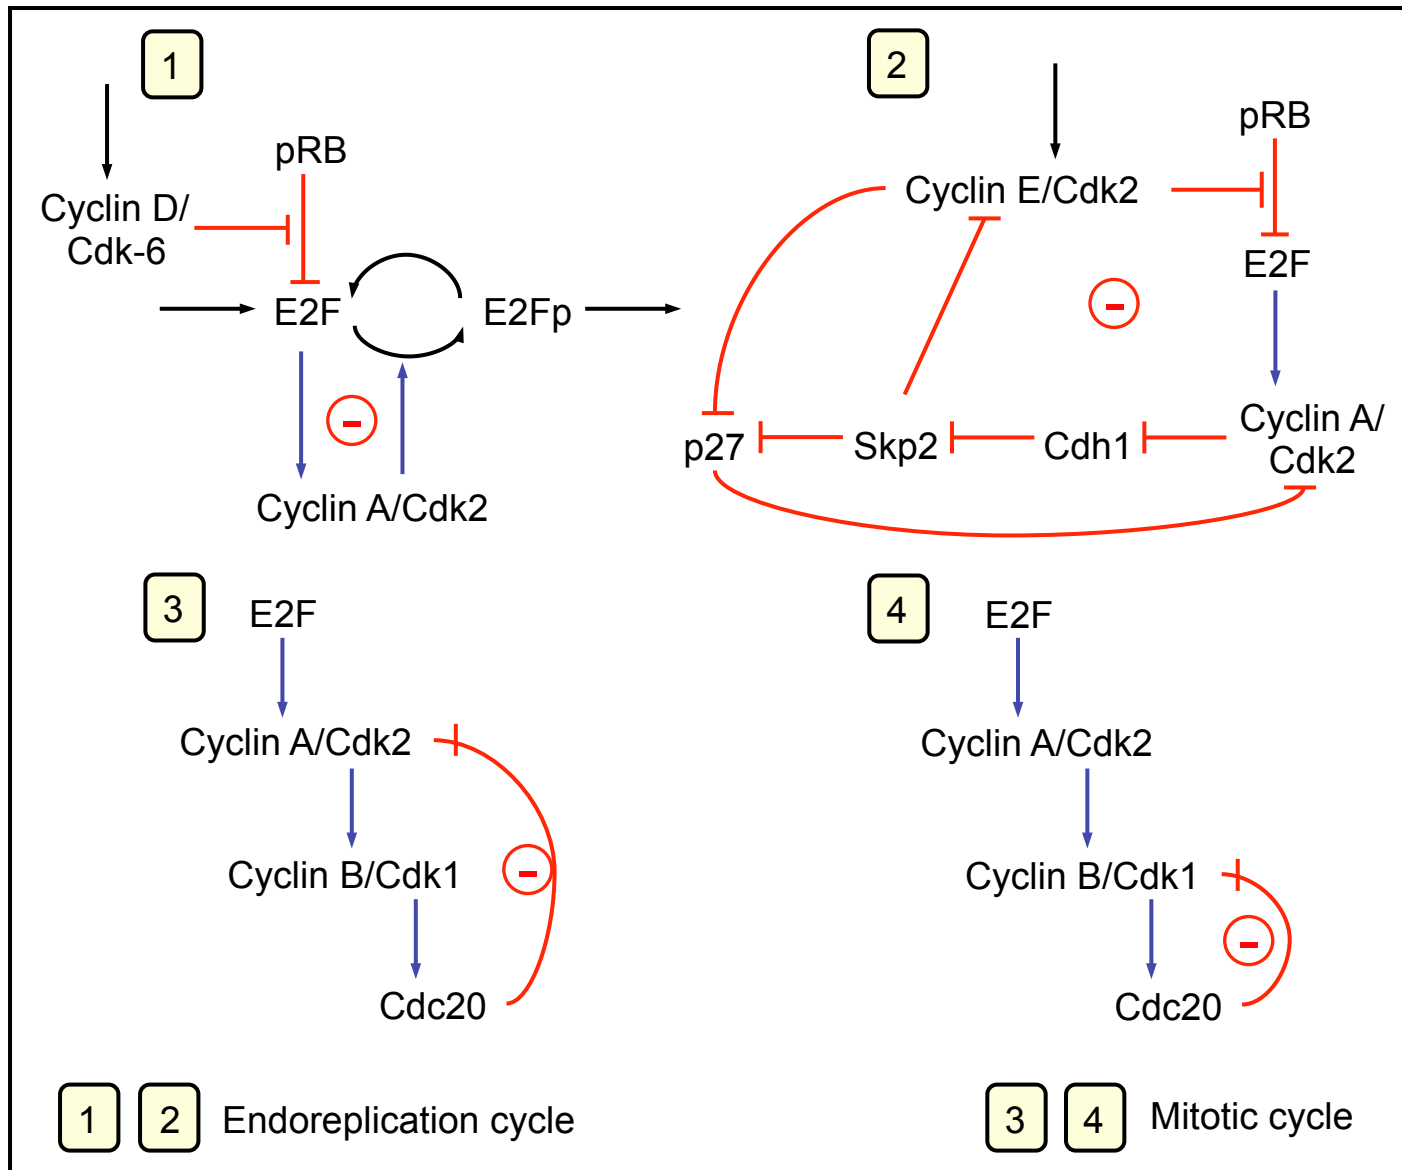 1
pRB
Cyclin D/
Cdk-6
E2F
E2Fp
-
Cyclin A/Cdk2
2
pRB
Cyclin E/Cdk2
E2F
-
p27
Skp2
Cdh1
Cyclin A/
Cdk2
3
E2F
Cyclin A/Cdk2
Cyclin B/Cdk1
-
Cdc20
4
E2F
Cyclin A/Cdk2
Cyclin B/Cdk1
-
Cdc20
1 2 Endoreplication cycle
3 4 Mitotic cycle